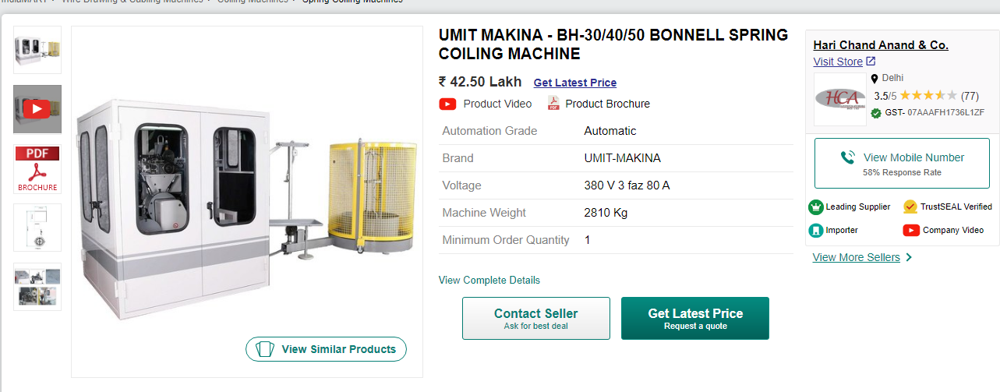 IndiaMART > Wire Drawing & Cabling Machines > Coiling Machines > Spring Coiling Machines
PDF
BROCHURE
View Similar Products
UMIT MAKINA - BH-30/40/50 BONNELL SPRING
COILING MACHINE
₹ 42.50 Lakh Get Latest Price
Product Video PDF Product Brochure
Automation Grade Automatic
Brand UMIT-MAKINA
Voltage 380 V 3 faz 80 A
Machine Weight 2810 Kg
Minimum Order Quantity 1
View Complete Details
Contact Seller
Ask for best deal
Get Latest Price
Request a quote
Hari Chand Anand & Co.
Visit Store
HCA
Delhi
3.5/5 (77)
GST- 07AAAFH1736L1ZF
View Mobile Number
58% Response Rate
Leading Supplier TrustSEAL Verified
Importer Company Video
View More Sellers